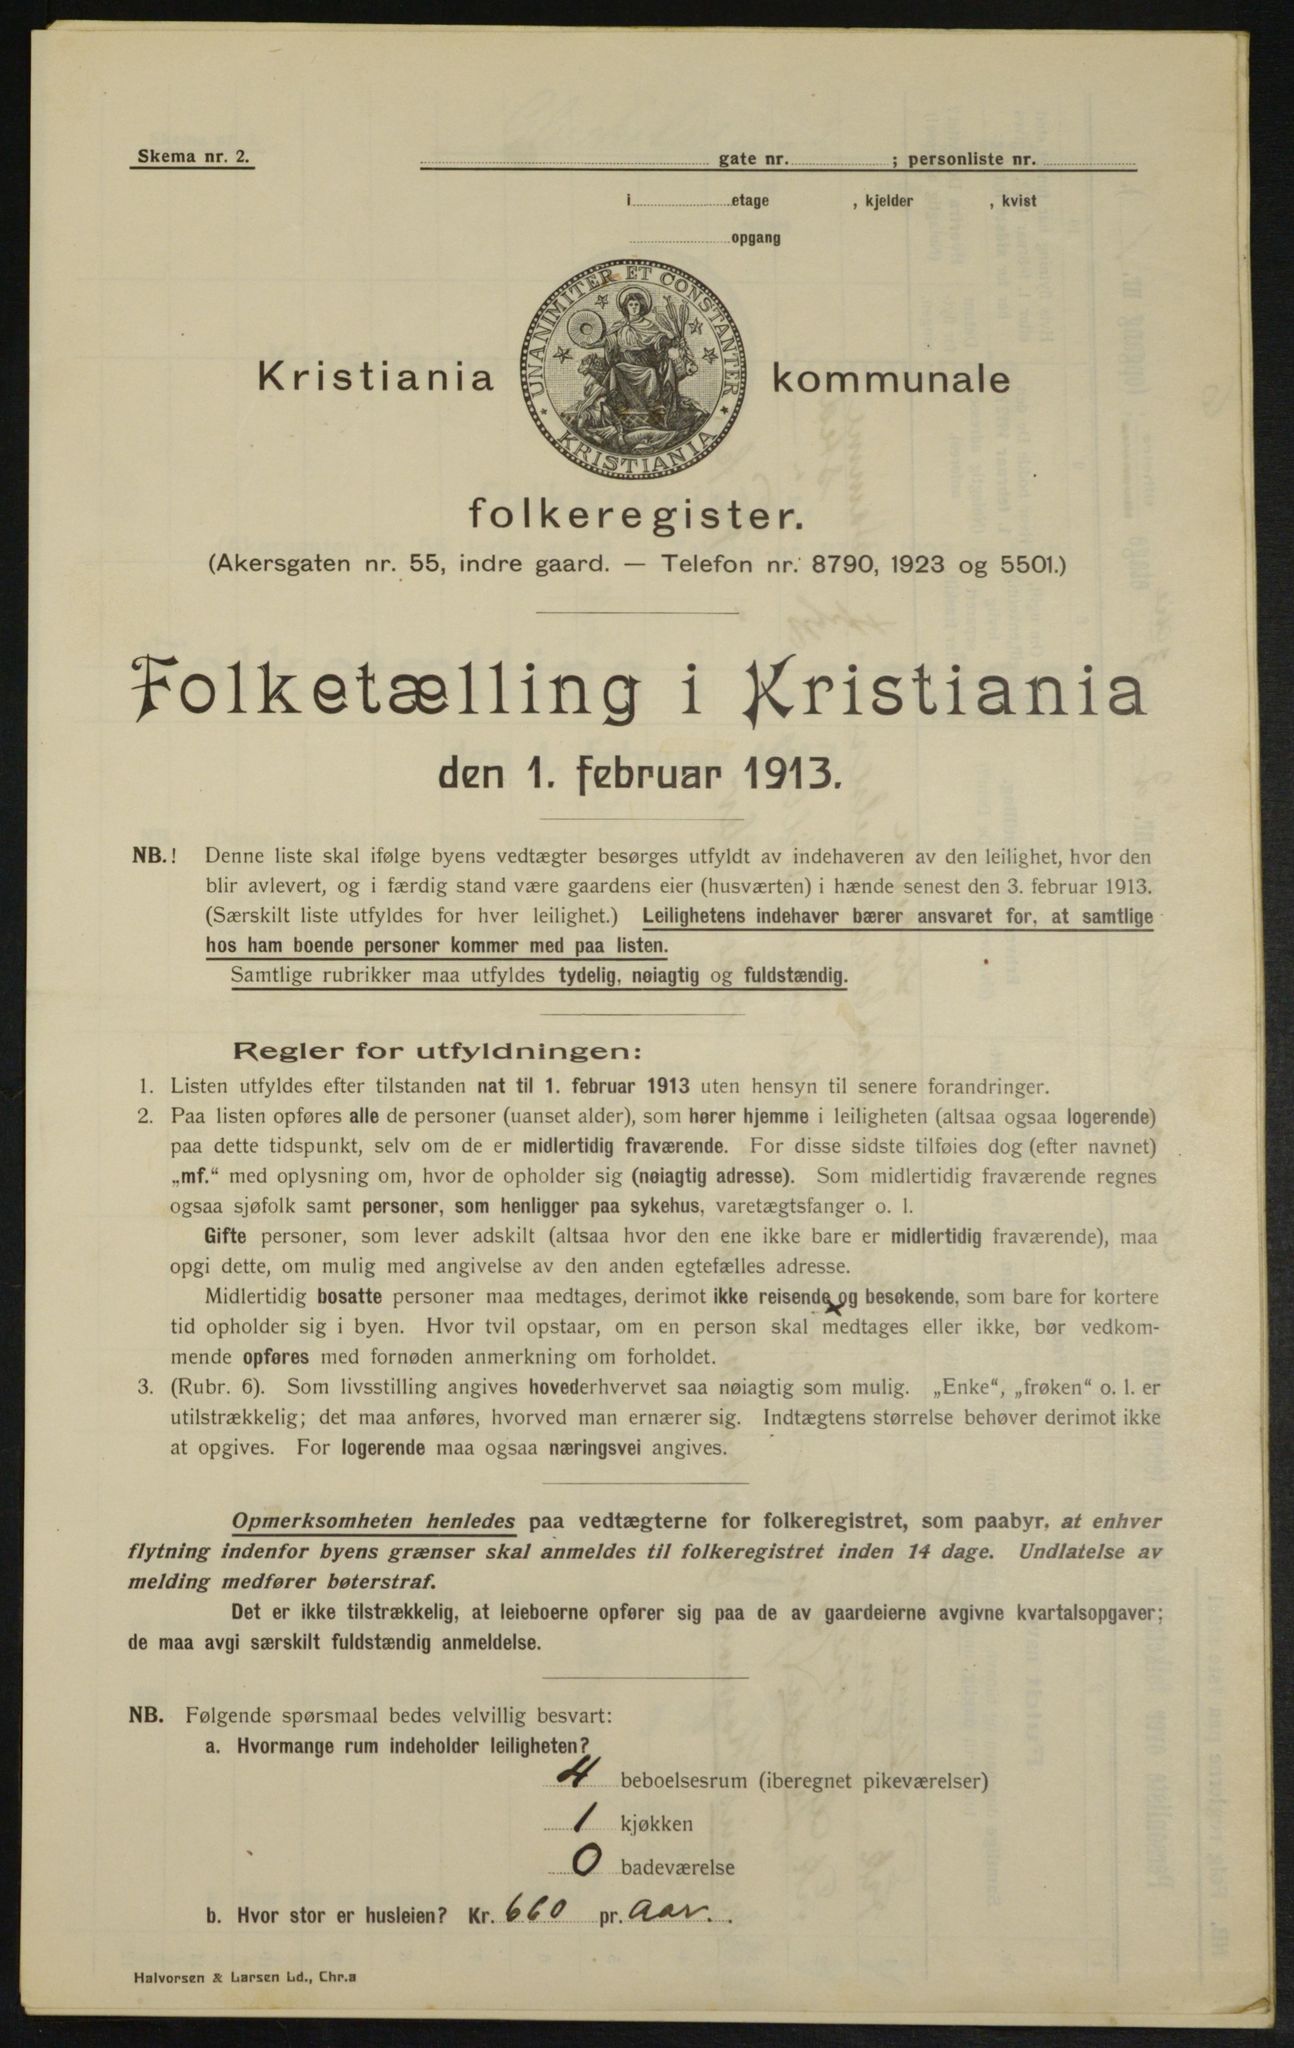 Skema nr. 2.
gate nr. ; personliste nr.
i etage , kjelder , kvist
opgang
UNANIMITER ET CONSTANTER
KRISTIANIA
Kristiania kommunale
folkeregister.
(Akersgaten nr. 55, indre gaard. — Telefon nr. 8790, 1923 og 5501.)
Folketælling i Kristiania
den 1. februar 1913.
NB.! Denne liste skal ifølge byens vedtægter besørges utfyldt av indehaveren av den leilighet, hvor den
blir avlevert, og i færdig stand være gaardens eier (husværten) i hænde senest den 3. februar 1913.
(Særskilt liste utfyldes for hver leilighet.) Leilighetens indehaver bærer ansvaret for, at samtlige
hos ham boende personer kommer med paa listen.
Samtlige rubrikker maa utfyldes tydelig, nøiagtig og fuldstændig.
Regler for utfyldningen:
1. Listen utfyldes efter tilstanden nat til 1. februar 1913 uten hensyn til senere forandringer.
2. Paa listen opføres alle de personer (uanset alder), som hører hjemme i leiligheten (altsaa ogsaa logerende)
paa dette tidspunkt, selv om de er midlertidig fraværende. For disse sidste tilføies dog (efter navnet)
„mf.“ med oplysning om, hvor de opholder sig (nøiagtig adresse). Som midlertidig fraværende regnes
ogsaa sjøfolk samt personer, som henligger paa sykehus, varetægtsfanger o. l.
Gifte personer, som lever adskilt (altsaa hvor den ene ikke bare er midlertidig fraværende), maa
opgi dette, om mulig med angivelse av den anden egtefælles adresse.
Midlertidig bosatte personer maa medtages, derimot ikke reisende og besøkende, som bare for kortere
tid opholder sig i byen. Hvor tvil opstaar, om en person skal medtages eller ikke, bør vedkom-
mende opføres med fornøden anmerkning om forholdet.
3. (Rubr. 6). Som livsstilling angives hovederhvervet saa nøiagtig som mulig. „Enke“, „frøken“ o. l. er
utilstrækkelig; det maa anføres, hvorved man ernærer sig. Indtægtens størrelse behøver derimot ikke
at opgives. For logerende maa ogsaa næringsvei angives.
Opmerksomheten henledes paa vedtægterne for folkeregistret, som paabyr, at enhver
flytning indenfor byens grænser skal anmeldes til folkeregistret inden 14 dage. Undlatelse av
melding medfører bøterstraf.
Det er ikke tilstrækkelig, at leieboerne opfører sig paa de av gaardeierne avgivne kvartalsopgaver;
de maa avgi særskilt fuldstændig anmeldelse.
NB. Følgende spørsmaal bedes velvillig besvart:
a. Hvormange rum indeholder leiligheten?
4 beboelsesrum (iberegnet pikeværelser)
1 kjøkken
0 badeværelse
b. Hvor stor er husleien? Kr. 660 pr. Aar.
Halvorsen & Larsen Ld., Chr.a